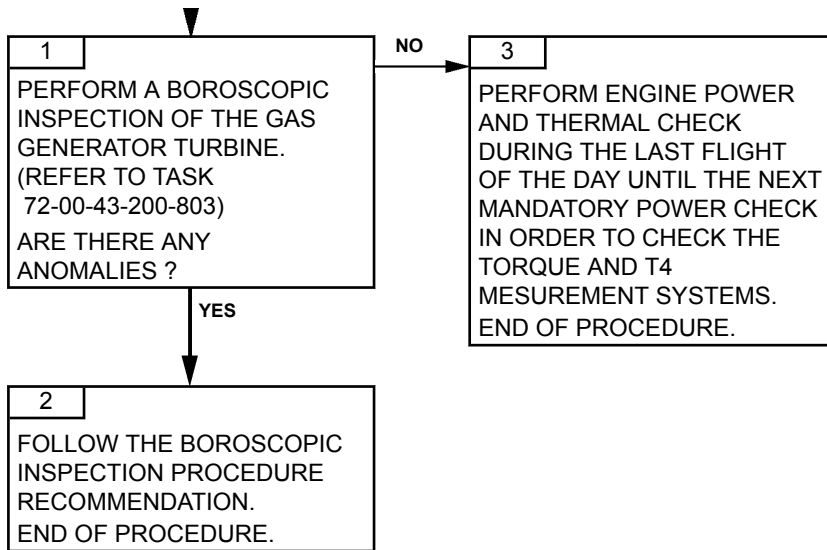 1
PERFORM A BOROSCOPIC
INSPECTION OF THE GAS
GENERATOR TURBINE.
(REFER TO TASK
72-00-43-200-803)
ARE THERE ANY
ANOMALIES ?
NO
3
PERFORM ENGINE POWER
AND THERMAL CHECK
DURING THE LAST FLIGHT
OF THE DAY UNTIL THE NEXT
MANDATORY POWER CHECK
IN ORDER TO CHECK THE
TORQUE AND T4
MESUREMENT SYSTEMS.
END OF PROCEDURE.
YES
2
FOLLOW THE BOROSCOPIC
INSPECTION PROCEDURE
RECOMMENDATION.
END OF PROCEDURE.